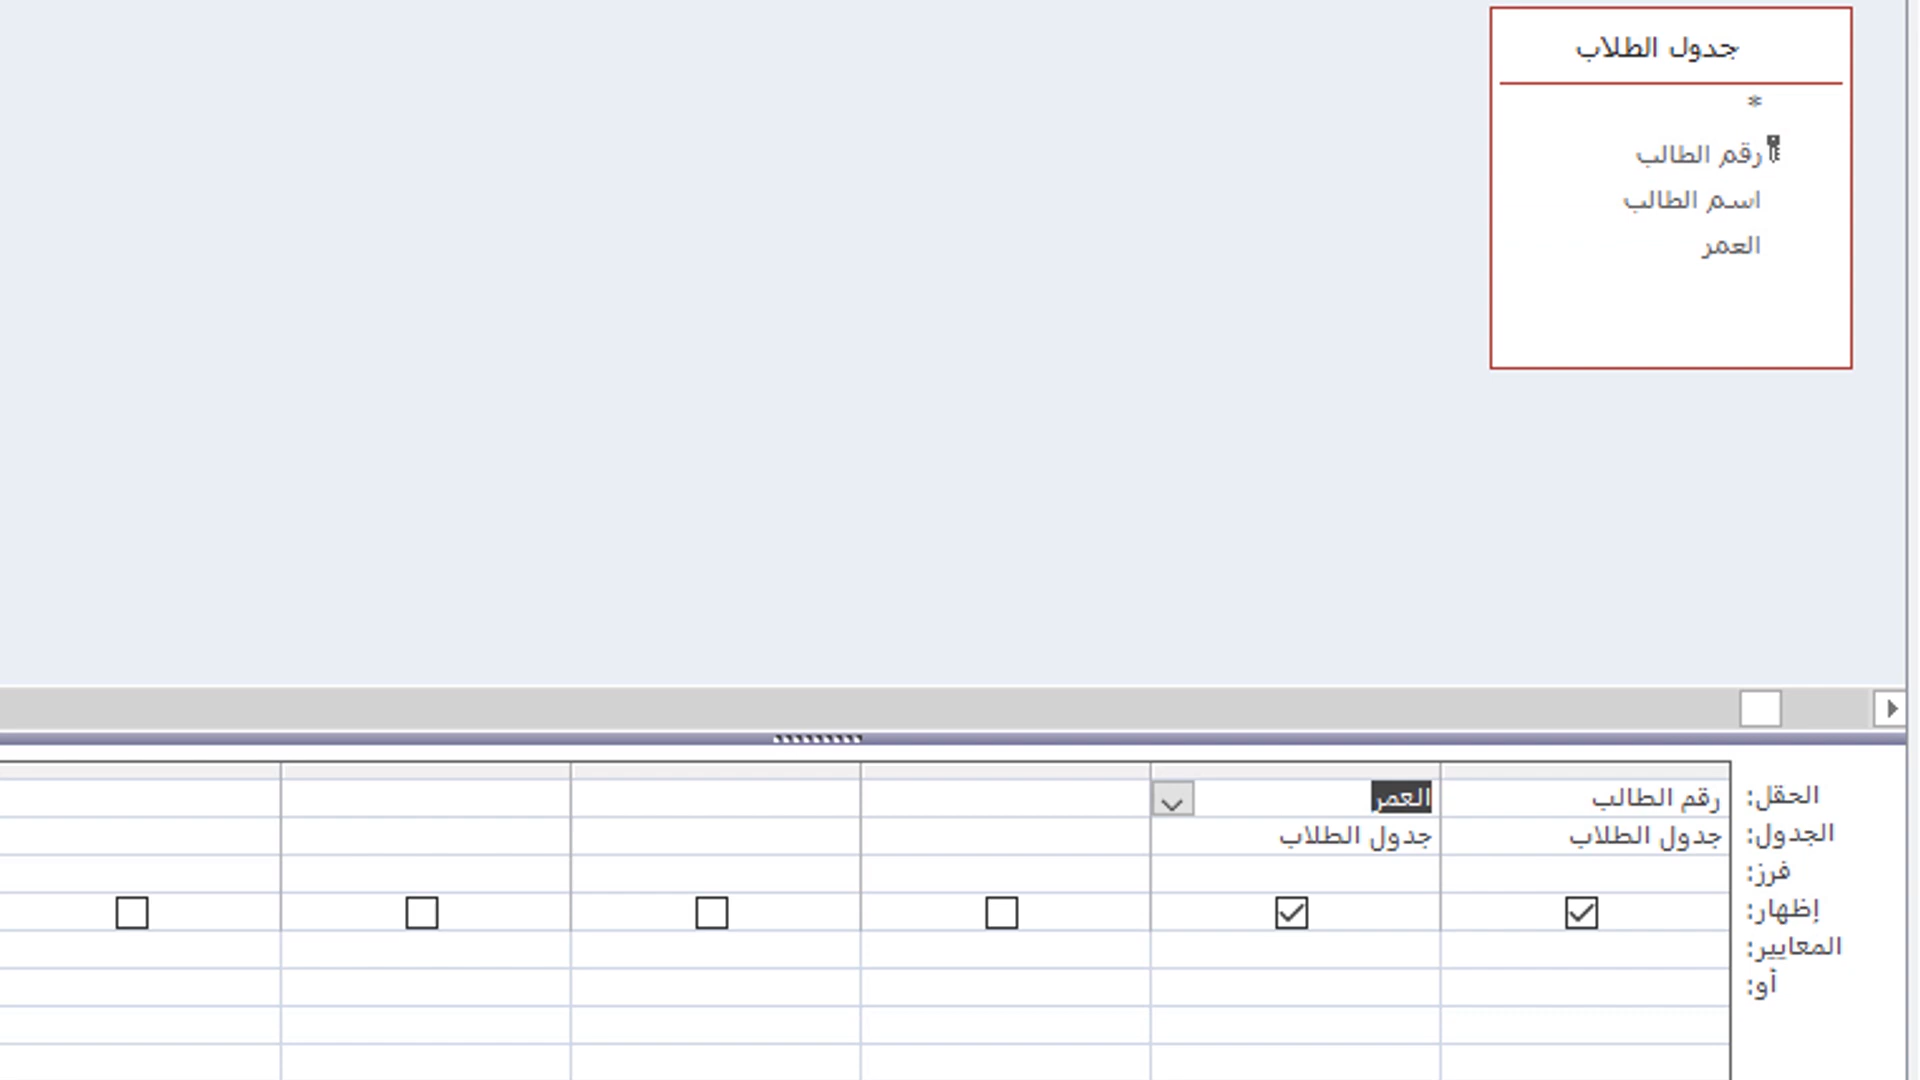 جدول الطلاب
*
رقم الطالب
اسم الطالب
العمر
الحقل: رقم الطالب العمر
الجدول: جدول الطلاب جدول الطلاب
فرز:
إظهار:
المعايير:
أو: